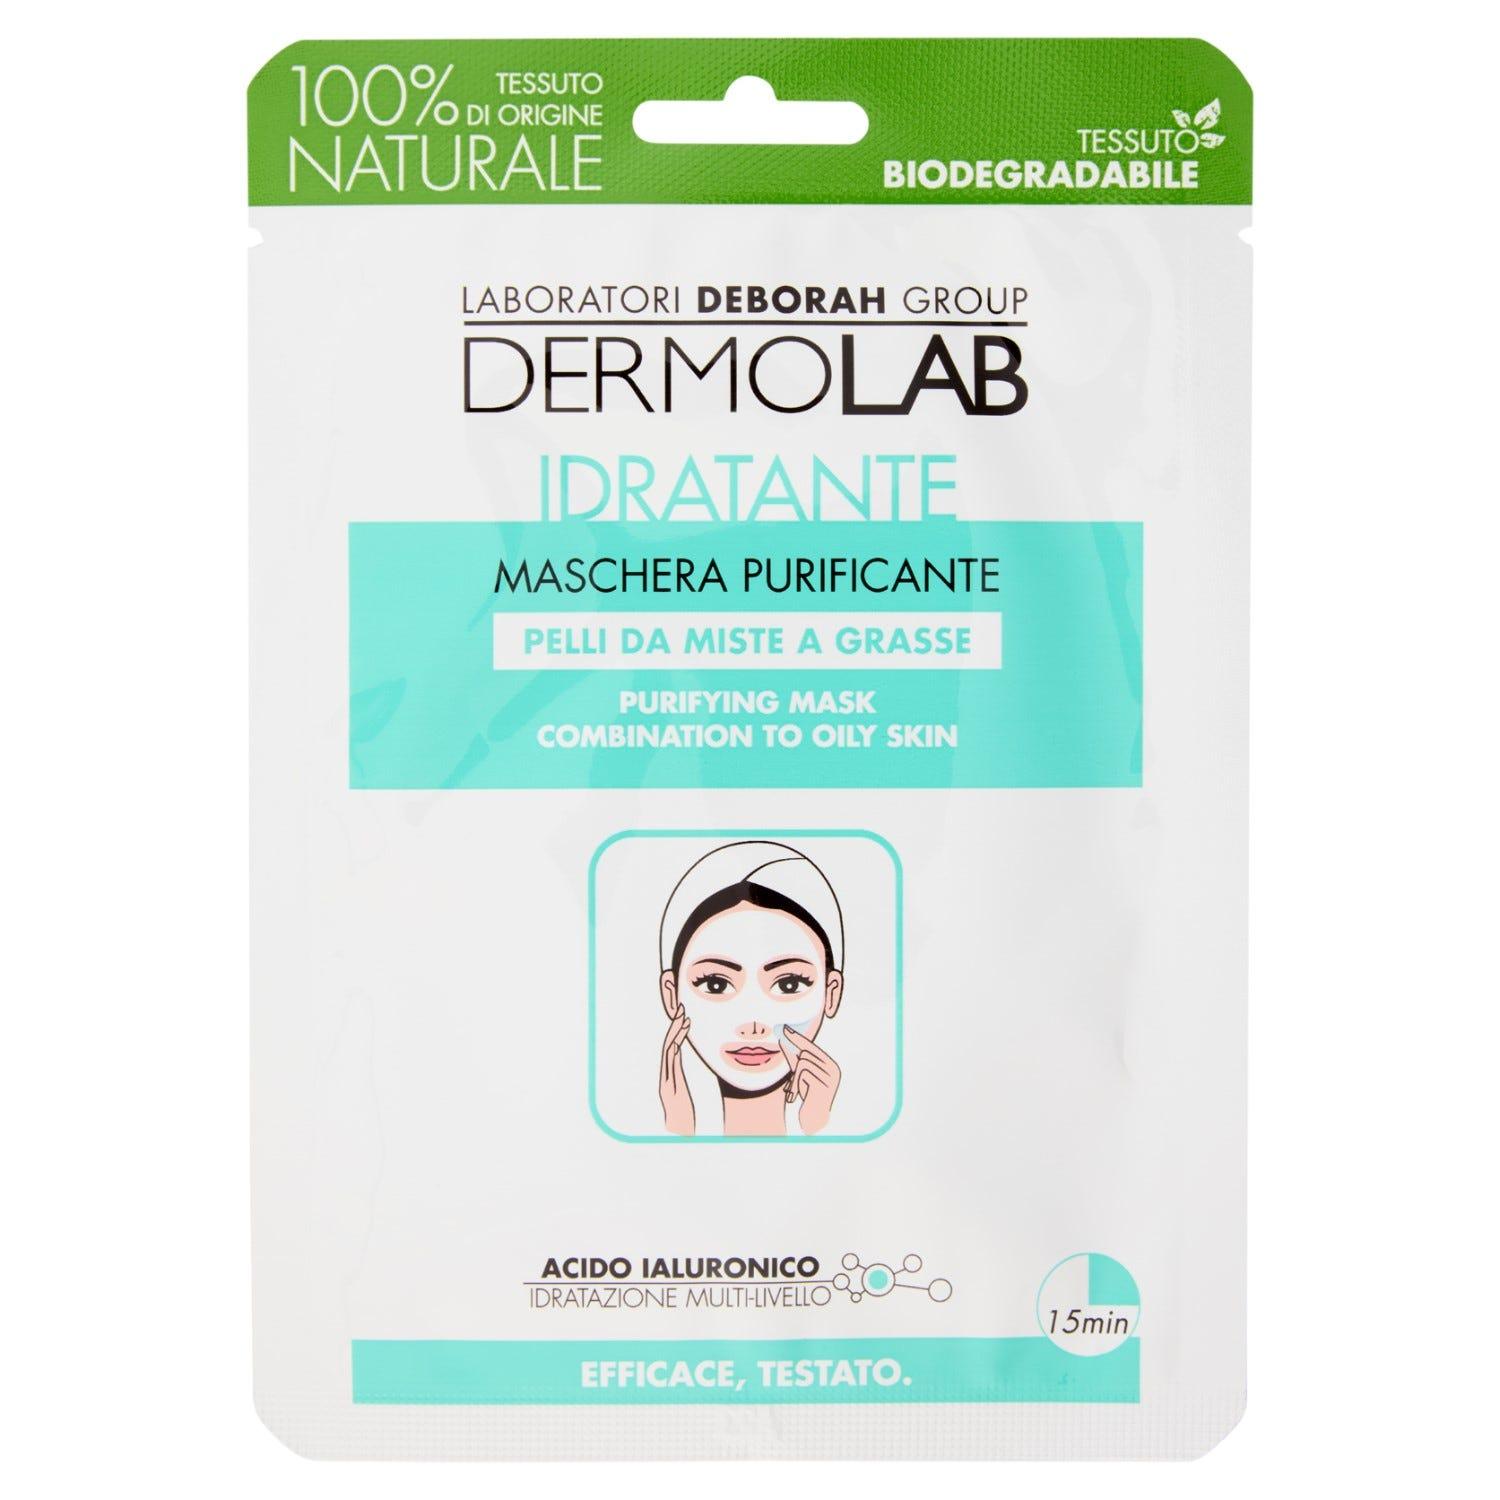 100% TESSUTO
DI ORIGINE
NATURALE
TESSUTO
BIODEGRADABILE
LABORATORI DEBORAH GROUP
DERMOLAB
IDRATANTE
MASCHERA PURIFICANTE
PELLI DA MISTE A GRASSE
PURIFYING MASK
COMBINATION TO OILY SKIN
ACIDO IALURONICO
IDRATAZIONE MULTI-LIVELLO
15min
EFFICACE, TESTATO.